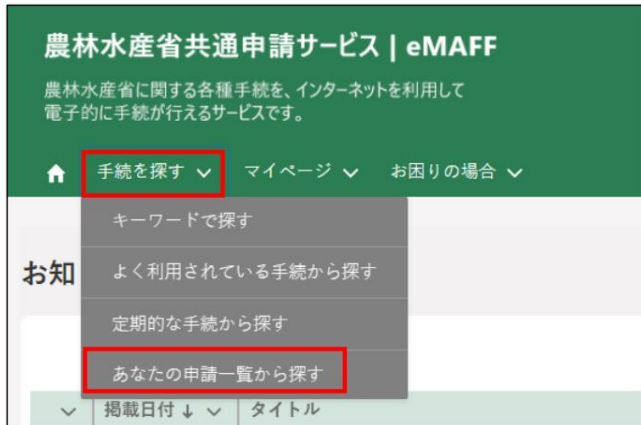 農林水産省共通申請サービス | eMAFF
農林水産省に関する各種手続を、インターネットを利用して
電子的に手続が行えるサービスです。
手続を探す マイページ お困りの場合
キーワードで探す
お知
よく利用されている手続から探す
定期的な手続から探す
あなたの申請一覧から探す
掲載日付↓ タイトル